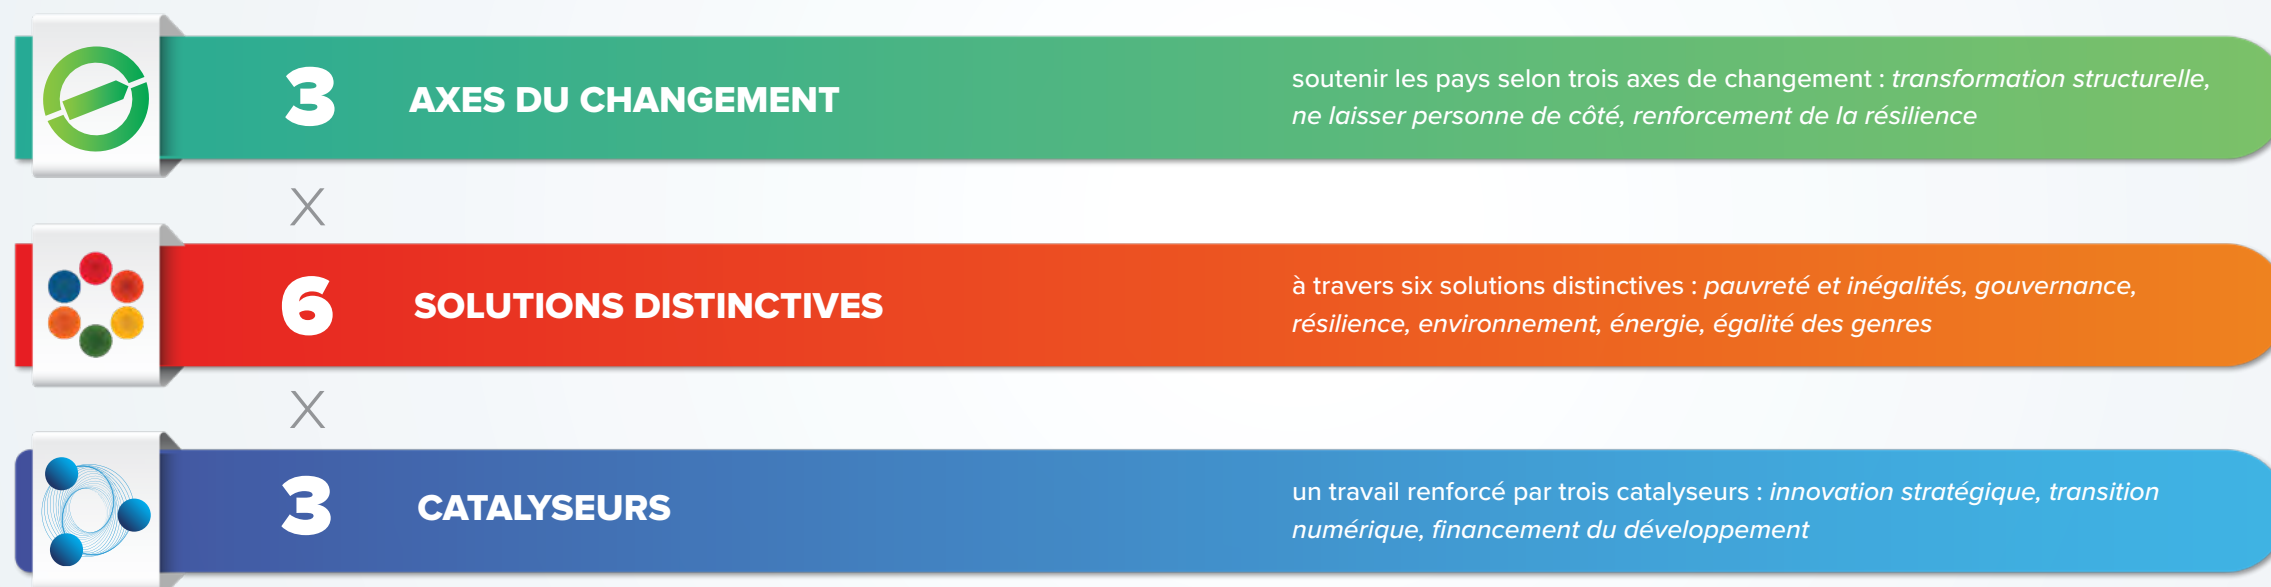 3 AXES DU CHANGEMENT
soutenir les pays selon trois axes de changement : transformation structurelle,
ne laisser personne de côté, renforcement de la résilience
X
6 SOLUTIONS DISTINCTIVES
à travers six solutions distinctives : pauvreté et inégalités, gouvernance,
résilience, environnement, énergie, égalité des genres
X
3 CATALYSEURS
un travail renforcé par trois catalyseurs : innovation stratégique, transition
numérique, financement du développement